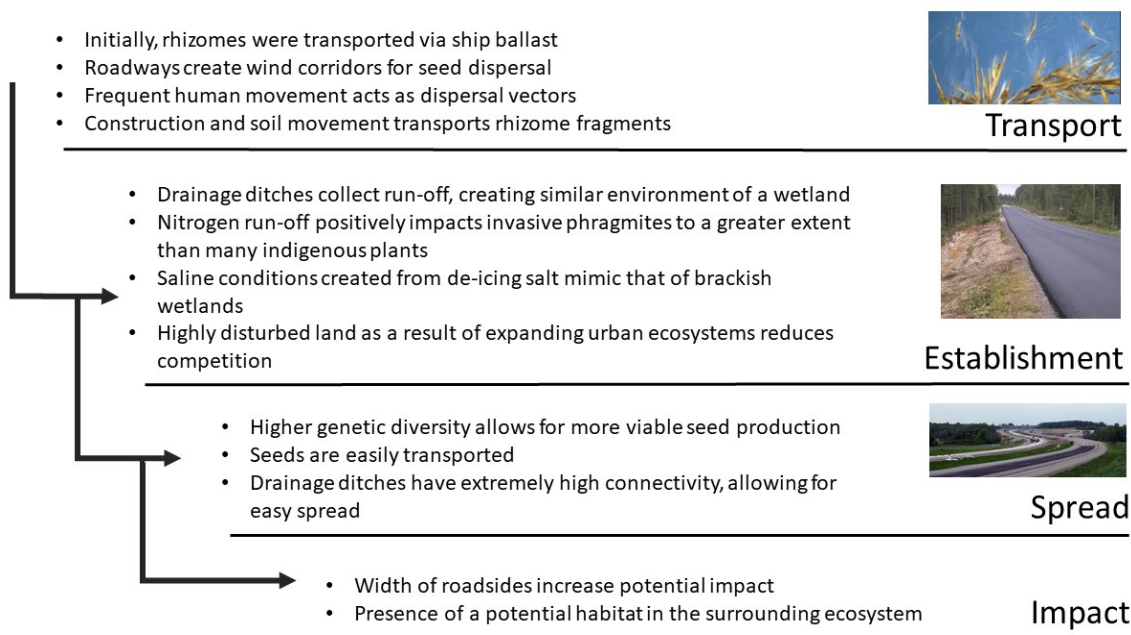 • Initially, rhizomes were transported via ship ballast
• Roadways create wind corridors for seed dispersal
• Frequent human movement acts as dispersal vectors
• Construction and soil movement transports rhizome fragments
Transport
• Drainage ditches collect run-off, creating similar environment of a wetland
• Nitrogen run-off positively impacts invasive phragmites to a greater extent
than many indigenous plants
• Saline conditions created from de-icing salt mimic that of brackish
wetlands
• Highly disturbed land as a result of expanding urban ecosystems reduces
competition
Establishment
• Higher genetic diversity allows for more viable seed production
• Seeds are easily transported
• Drainage ditches have extremely high connectivity, allowing for
easy spread
Spread
• Width of roadsides increase potential impact
• Presence of a potential habitat in the surrounding ecosystem
Impact